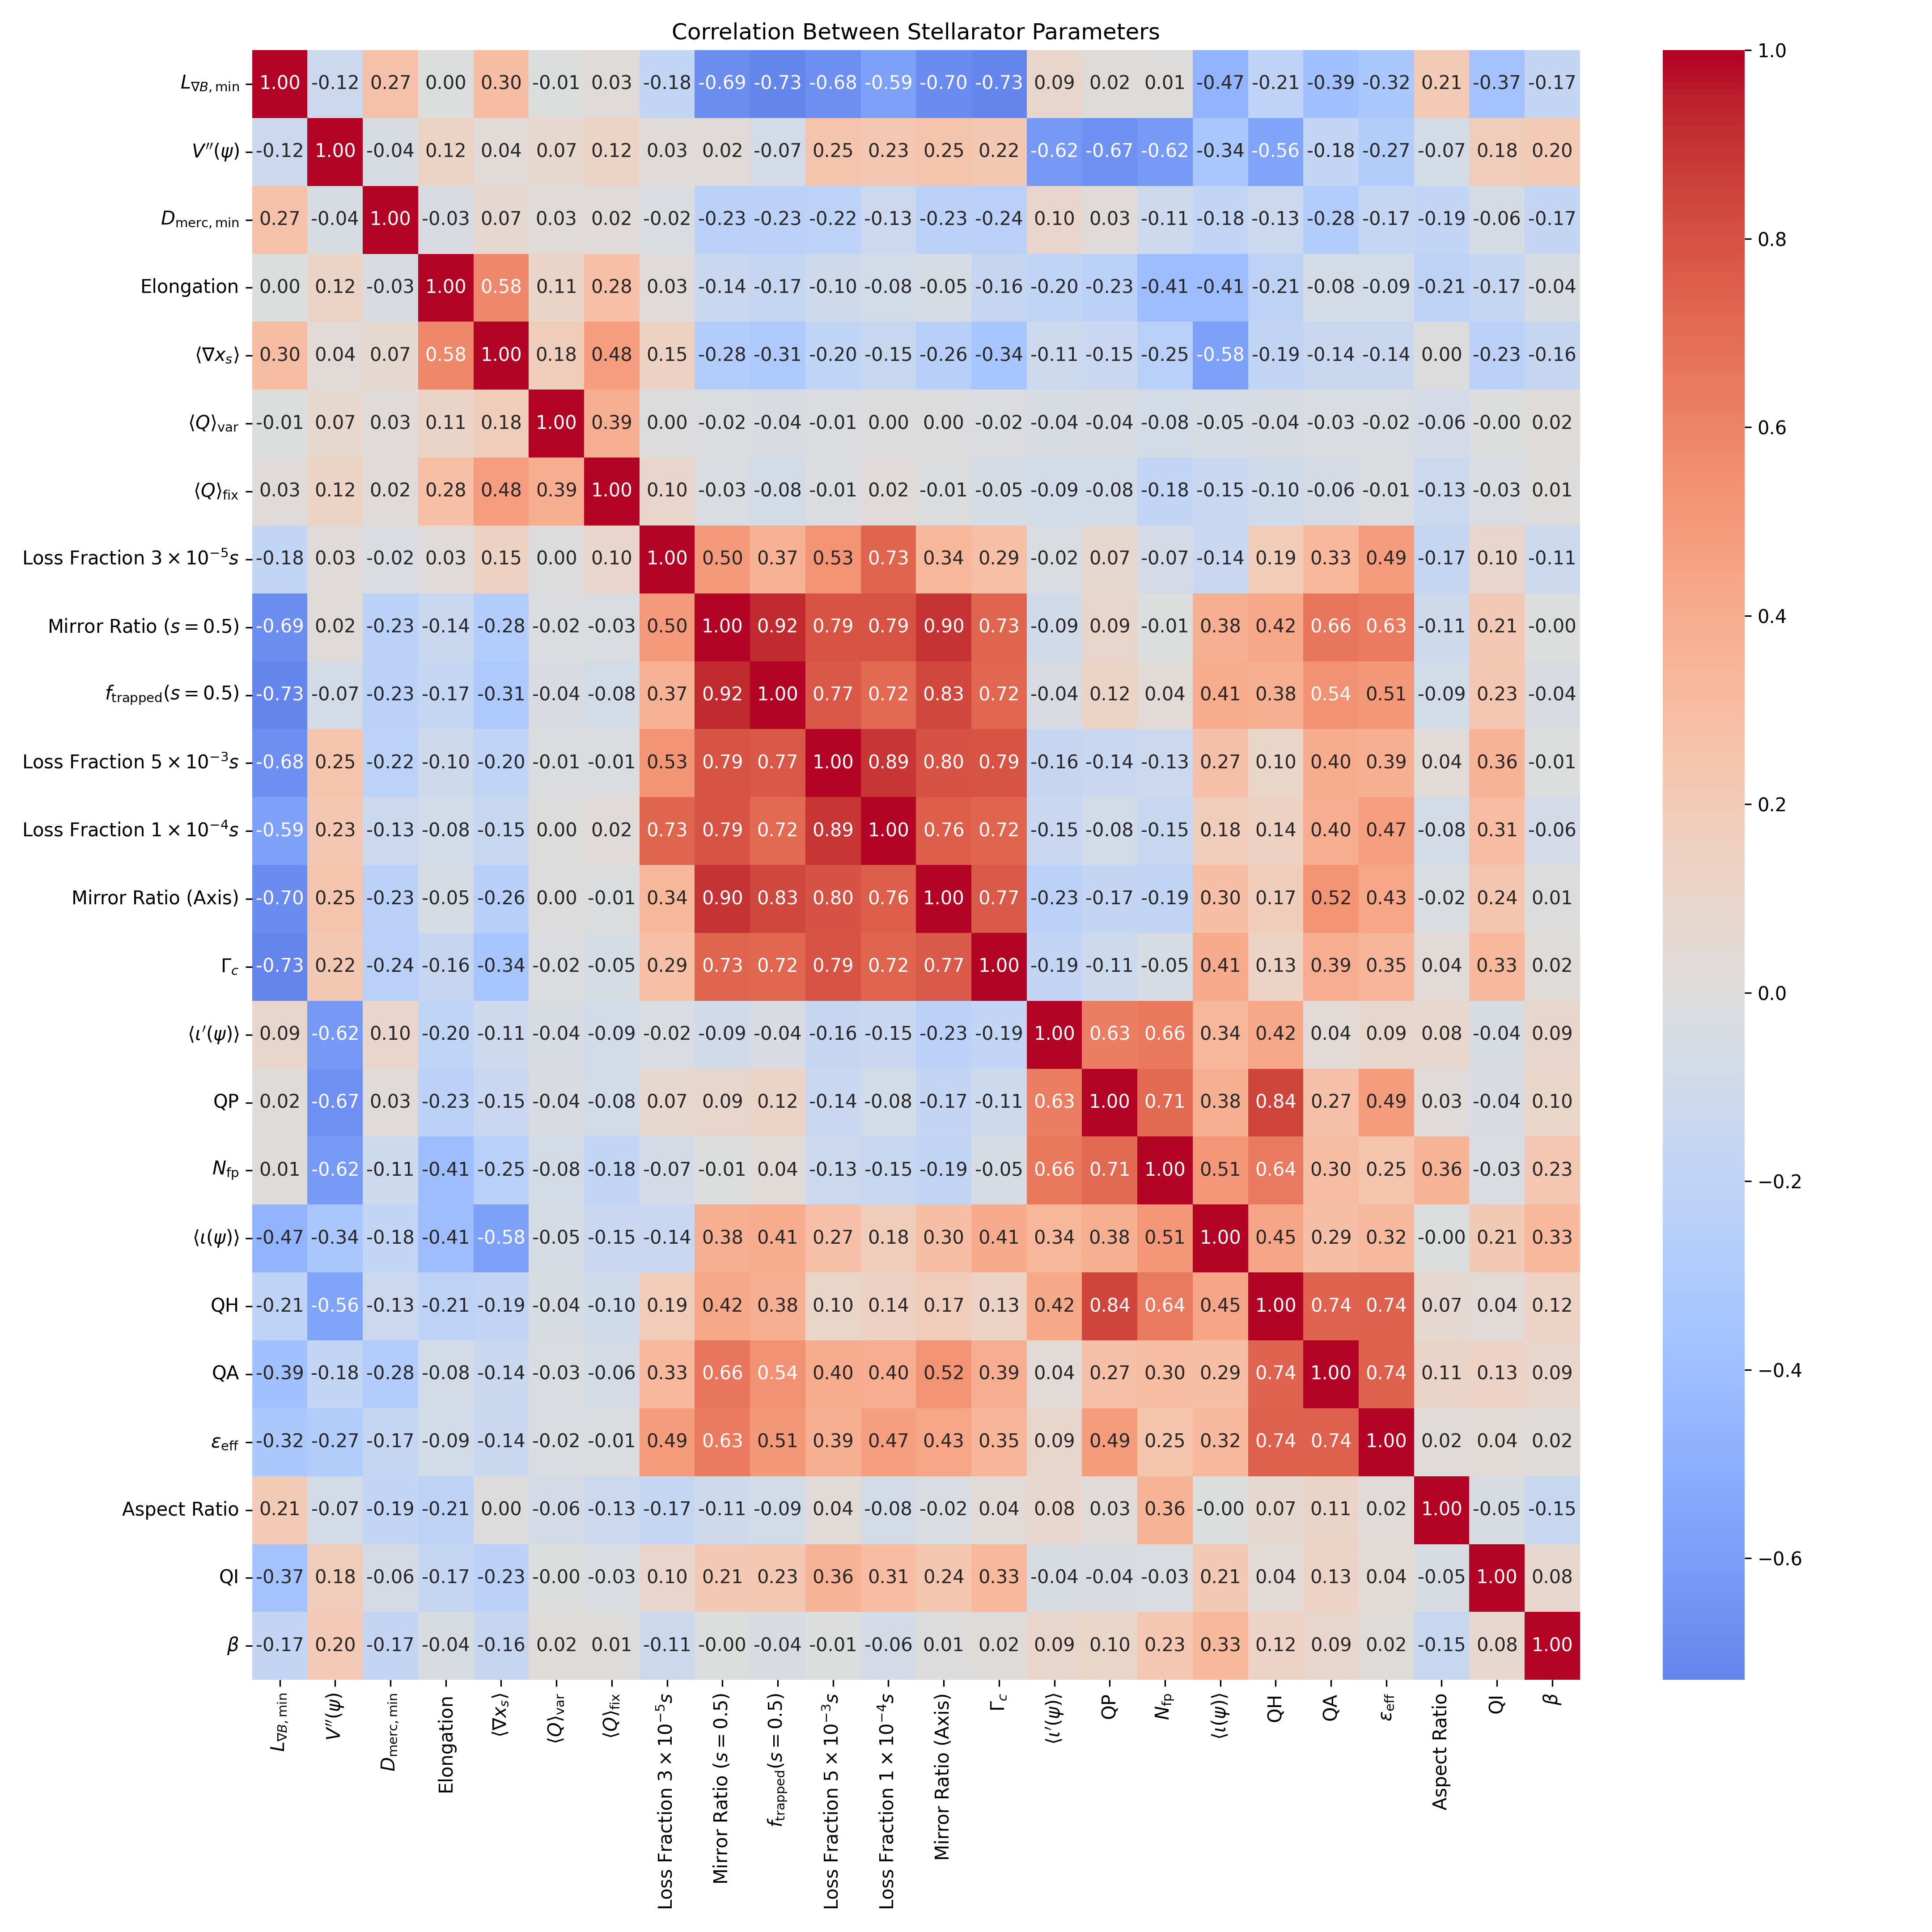 Correlation Between Stellarator Parameters
L∇B, min 1.00 -0.12 0.27 0.00 0.30 -0.01 0.03 -0.18 -0.69 -0.73 -0.68 -0.59 -0.70 -0.73 0.09 0.02 0.01 -0.47 -0.21 -0.39 -0.32 0.21 -0.37 -0.17
V′′(ψ) -0.12 1.00 -0.04 0.12 0.04 0.07 0.12 0.03 0.02 -0.07 0.25 0.23 0.25 0.22 -0.62 -0.67 -0.62 -0.34 -0.56 -0.18 -0.27 -0.07 0.18 0.20
Dmerc, min 0.27 -0.04 1.00 -0.03 0.07 0.03 0.02 -0.02 -0.23 -0.23 -0.22 -0.13 -0.23 -0.24 0.10 0.03 -0.11 -0.18 -0.13 -0.28 -0.17 -0.19 -0.06 -0.17
Elongation 0.00 0.12 -0.03 1.00 0.58 0.11 0.28 0.03 -0.14 -0.17 -0.10 -0.08 -0.05 -0.16 -0.20 -0.23 -0.41 -0.41 -0.21 -0.08 -0.09 -0.21 -0.17 -0.04
⟨∇xs⟩ 0.30 0.04 0.07 0.58 1.00 0.18 0.48 0.15 -0.28 -0.31 -0.20 -0.15 -0.26 -0.34 -0.11 -0.15 -0.25 -0.58 -0.19 -0.14 -0.14 0.00 -0.23 -0.16
⟨Q⟩var -0.01 0.07 0.03 0.11 0.18 1.00 0.39 0.00 -0.02 -0.04 -0.01 0.00 0.00 -0.02 -0.04 -0.04 -0.08 -0.05 -0.04 -0.03 -0.02 -0.06 -0.00 0.02
⟨Q⟩fix 0.03 0.12 0.02 0.28 0.48 0.39 1.00 0.10 -0.03 -0.08 -0.01 0.02 -0.01 -0.05 -0.09 -0.08 -0.18 -0.15 -0.10 -0.06 -0.01 -0.13 -0.03 0.01
Loss Fraction 3 × 10⁻⁵s -0.18 0.03 -0.02 0.03 0.15 0.00 0.10 1.00 0.50 0.37 0.53 0.73 0.34 0.29 -0.02 0.07 -0.07 -0.14 0.19 0.33 0.49 -0.17 0.10 -0.11
Mirror Ratio (s = 0.5) -0.69 0.02 -0.23 -0.14 -0.28 -0.02 -0.03 0.50 1.00 0.92 0.79 0.79 0.90 0.73 -0.09 0.09 -0.01 0.38 0.42 0.66 0.63 -0.11 0.21 -0.00
ftrapped(s = 0.5) -0.73 -0.07 -0.23 -0.17 -0.31 -0.04 -0.08 0.37 0.92 1.00 0.77 0.72 0.83 0.72 -0.04 0.12 0.04 0.41 0.38 0.54 0.51 -0.09 0.23 -0.04
Loss Fraction 5 × 10⁻³s -0.68 0.25 -0.22 -0.10 -0.20 -0.01 -0.01 0.53 0.79 0.77 1.00 0.89 0.80 0.79 -0.16 -0.14 -0.13 0.27 0.10 0.40 0.39 0.04 0.36 -0.01
Loss Fraction 1 × 10⁻⁴s -0.59 0.23 -0.13 -0.08 -0.15 0.00 0.02 0.73 0.79 0.72 0.89 1.00 0.76 0.72 -0.15 -0.08 -0.15 0.18 0.14 0.40 0.47 -0.08 0.31 -0.06
Mirror Ratio (Axis) -0.70 0.25 -0.23 -0.05 -0.26 0.00 -0.01 0.34 0.90 0.83 0.80 0.76 1.00 0.77 -0.23 -0.17 -0.19 0.30 0.17 0.52 0.43 -0.02 0.24 0.01
Γc -0.73 0.22 -0.24 -0.16 -0.34 -0.02 -0.05 0.29 0.73 0.72 0.79 0.72 0.77 1.00 -0.19 -0.11 -0.05 0.41 0.13 0.39 0.35 0.04 0.33 0.02
⟨ι′(ψ)⟩ 0.09 -0.62 0.10 -0.20 -0.11 -0.04 -0.09 -0.02 -0.09 -0.04 -0.16 -0.15 -0.23 -0.19 1.00 0.63 0.66 0.34 0.42 0.04 0.09 0.08 -0.04 0.09
QP 0.02 -0.67 0.03 -0.23 -0.15 -0.04 -0.08 0.07 0.09 0.12 -0.14 -0.08 -0.17 -0.11 0.63 1.00 0.71 0.38 0.84 0.27 0.49 0.03 -0.04 0.10
Nfp 0.01 -0.62 -0.11 -0.41 -0.25 -0.08 -0.18 -0.07 -0.01 0.04 -0.13 -0.15 -0.19 -0.05 0.66 0.71 1.00 0.51 0.64 0.30 0.25 0.36 -0.03 0.23
⟨ι(ψ)⟩ -0.47 -0.34 -0.18 -0.41 -0.58 -0.05 -0.15 -0.14 0.38 0.41 0.27 0.18 0.30 0.41 0.34 0.38 0.51 1.00 0.45 0.29 0.32 -0.00 0.21 0.33
QH -0.21 -0.56 -0.13 -0.21 -0.19 -0.04 -0.10 0.19 0.42 0.38 0.10 0.14 0.17 0.13 0.42 0.84 0.64 0.45 1.00 0.74 0.74 0.07 0.04 0.12
QA -0.39 -0.18 -0.28 -0.08 -0.14 -0.03 -0.06 0.33 0.66 0.54 0.40 0.40 0.52 0.39 0.04 0.27 0.30 0.29 0.74 1.00 0.74 0.11 0.13 0.09
εeff -0.32 -0.27 -0.17 -0.09 -0.14 -0.02 -0.01 0.49 0.63 0.51 0.39 0.47 0.43 0.35 0.09 0.49 0.25 0.32 0.74 0.74 1.00 0.02 0.04 0.02
Aspect Ratio 0.21 -0.07 -0.19 -0.21 0.00 -0.06 -0.13 -0.17 -0.11 -0.09 0.04 -0.08 -0.02 0.04 0.08 0.03 0.36 -0.00 0.07 0.11 0.02 1.00 -0.05 -0.15
QI -0.37 0.18 -0.06 -0.17 -0.23 -0.00 -0.03 0.10 0.21 0.23 0.36 0.31 0.24 0.33 -0.04 -0.04 -0.03 0.21 0.04 0.13 0.04 -0.05 1.00 0.08
β -0.17 0.20 -0.17 -0.04 -0.16 0.02 0.01 -0.11 -0.00 -0.04 -0.01 -0.06 0.01 0.02 0.09 0.10 0.23 0.33 0.12 0.09 0.02 -0.15 0.08 1.00
L∇B, min
V′′(ψ)
Dmerc, min
Elongation
⟨∇xs⟩
⟨Q⟩var
⟨Q⟩fix
Loss Fraction 3 × 10⁻⁵s
Mirror Ratio (s = 0.5)
ftrapped(s = 0.5)
Loss Fraction 5 × 10⁻³s
Loss Fraction 1 × 10⁻⁴s
Mirror Ratio (Axis)
Γc
⟨ι′(ψ)⟩
QP
Nfp
⟨ι(ψ)⟩
QH
QA
εeff
Aspect Ratio
QI
β
1.0
0.8
0.6
0.4
0.2
0.0
−0.2
−0.4
−0.6